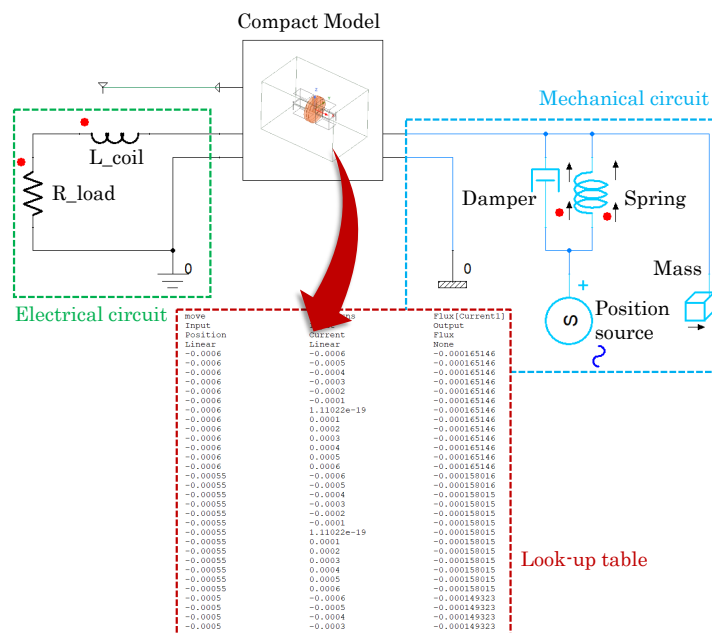 Compact Model
Mechanical circuit
L_coil
R_load
Damper
Spring
0
0
Mass
+
S
Position
source
Electrical circuit
move Flux[Current1]
Input Output
Position Current Flux
Linear Linear None
-0.0006 -0.0006 -0.000165146
-0.0006 -0.0005 -0.000165146
-0.0006 -0.0004 -0.000165146
-0.0006 -0.0003 -0.000165146
-0.0006 -0.0002 -0.000165146
-0.0006 -0.0001 -0.000165146
-0.0006 1.11022e-19 -0.000165146
-0.0006 0.0001 -0.000165146
-0.0006 0.0002 -0.000165146
-0.0006 0.0003 -0.000165146
-0.0006 0.0004 -0.000165146
-0.0006 0.0005 -0.000165146
-0.0006 0.0006 -0.000165146
-0.00055 -0.0006 -0.000158016
-0.00055 -0.0005 -0.000158016
-0.00055 -0.0004 -0.000158015
-0.00055 -0.0003 -0.000158015
-0.00055 -0.0002 -0.000158015
-0.00055 -0.0001 -0.000158015
-0.00055 1.11022e-19 -0.000158015
-0.00055 0.0001 -0.000158015
-0.00055 0.0002 -0.000158015
-0.00055 0.0003 -0.000158015
-0.00055 0.0004 -0.000158015
-0.00055 0.0005 -0.000158015
-0.00055 0.0006 -0.000158015
-0.0005 -0.0006 -0.000149323
-0.0005 -0.0005 -0.000149323
-0.0005 -0.0004 -0.000149323
-0.0005 -0.0003 -0.000149323
Look-up table